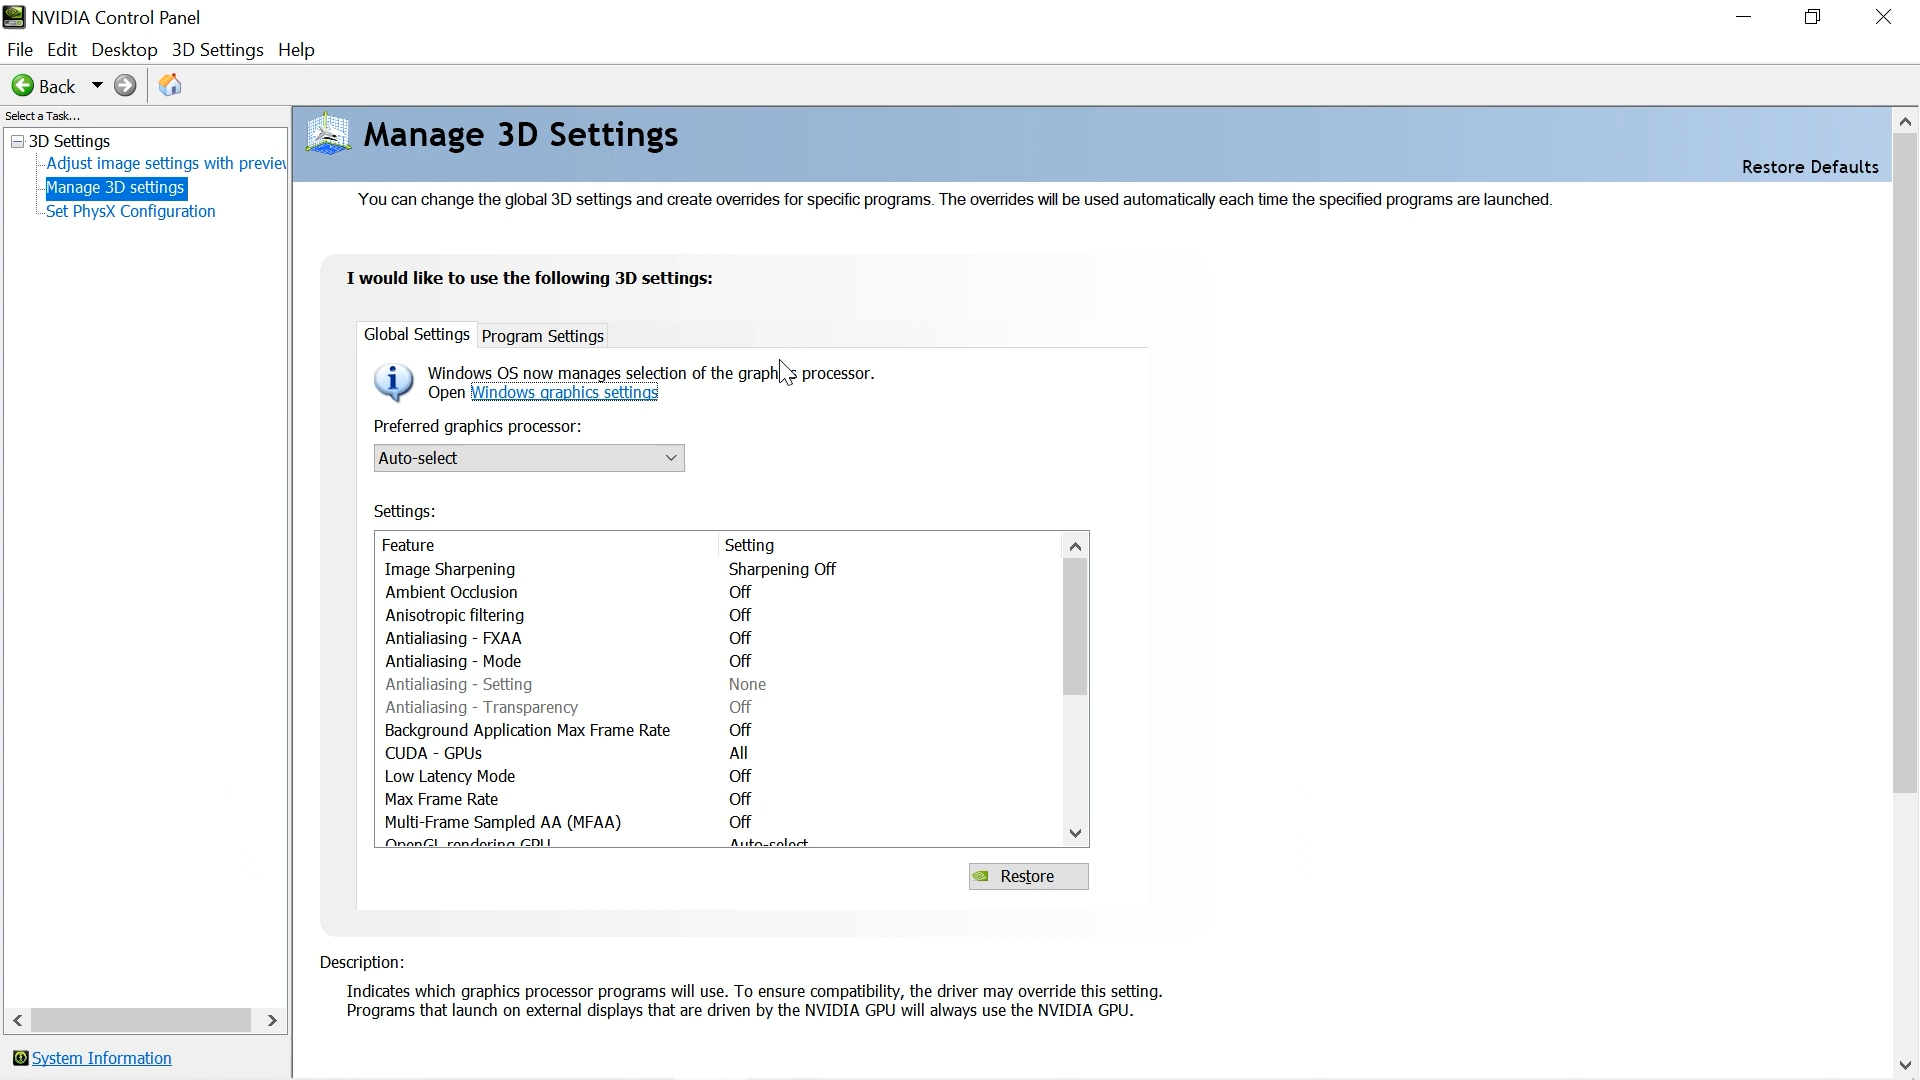 NVIDIA Control Panel
File Edit Desktop 3D Settings Help
Back
Select a Task...
3D Settings
Adjust image settings with preview
Manage 3D settings
Set PhysX Configuration
System Information
Manage 3D Settings
Restore Defaults
You can change the global 3D settings and create overrides for specific programs. The overrides will be used automatically each time the specified programs are launched.
I would like to use the following 3D settings:
Global Settings Program Settings
Windows OS now manages selection of the graphics processor.
Open Windows graphics settings
Preferred graphics processor:
Auto-select
Settings:
Feature Setting
Image Sharpening Sharpening Off
Ambient Occlusion Off
Anisotropic filtering Off
Antialiasing - FXAA Off
Antialiasing - Mode Off
Antialiasing - Setting None
Antialiasing - Transparency Off
Background Application Max Frame Rate Off
CUDA - GPUs All
Low Latency Mode Off
Max Frame Rate Off
Multi-Frame Sampled AA (MFAA) Off
OpenGL rendering GPU Auto-select
Restore
Description:
Indicates which graphics processor programs will use. To ensure compatibility, the driver may override this setting.
Programs that launch on external displays that are driven by the NVIDIA GPU will always use the NVIDIA GPU.